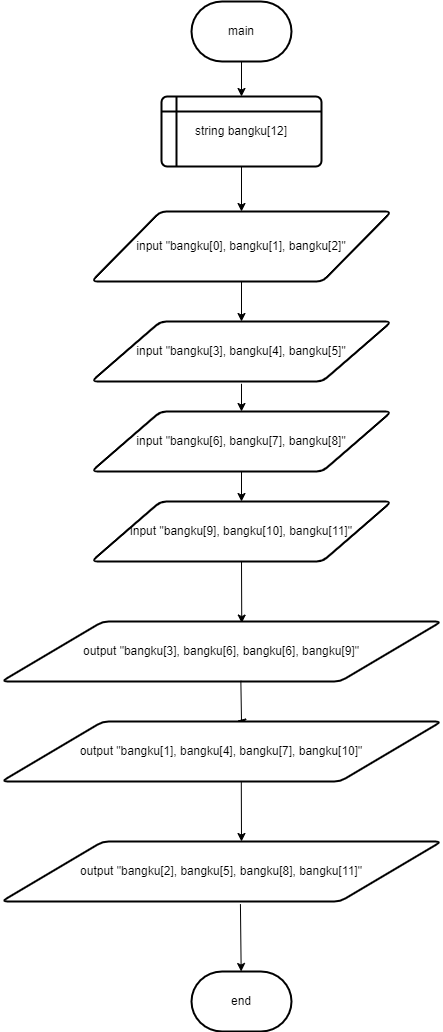 main
string bangku[12]
input "bangku[0], bangku[1], bangku[2]"
input "bangku[3], bangku[4], bangku[5]"
input "bangku[6], bangku[7], bangku[8]"
input "bangku[9], bangku[10], bangku[11]"
output "bangku[3], bangku[6], bangku[6], bangku[9]"
output "bangku[1], bangku[4], bangku[7], bangku[10]"
output "bangku[2], bangku[5], bangku[8], bangku[11]"
end